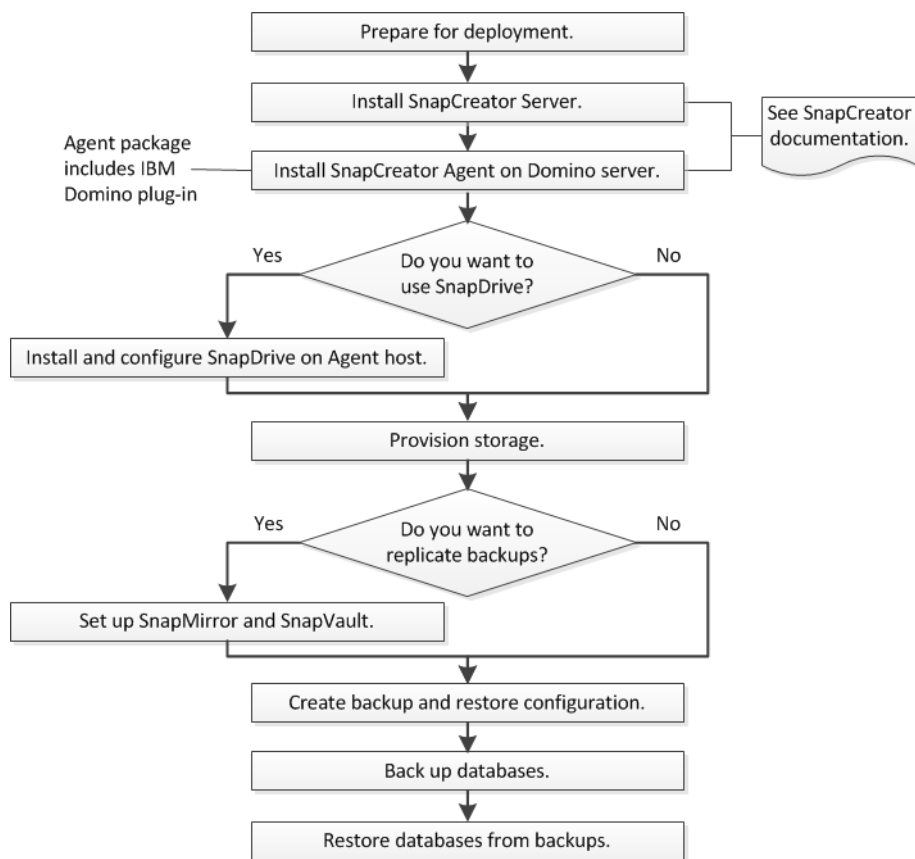 Prepare for deployment.
Install SnapCreator Server.
See SnapCreator
documentation.
Agent package
includes IBM
Domino plug-in
Install SnapCreator Agent on Domino server.
Yes
Do you want to
use SnapDrive?
No
Install and configure SnapDrive on Agent host.
Provision storage.
Yes
Do you want to
replicate backups?
No
Set up SnapMirror and SnapVault.
Create backup and restore configuration.
Back up databases.
Restore databases from backups.